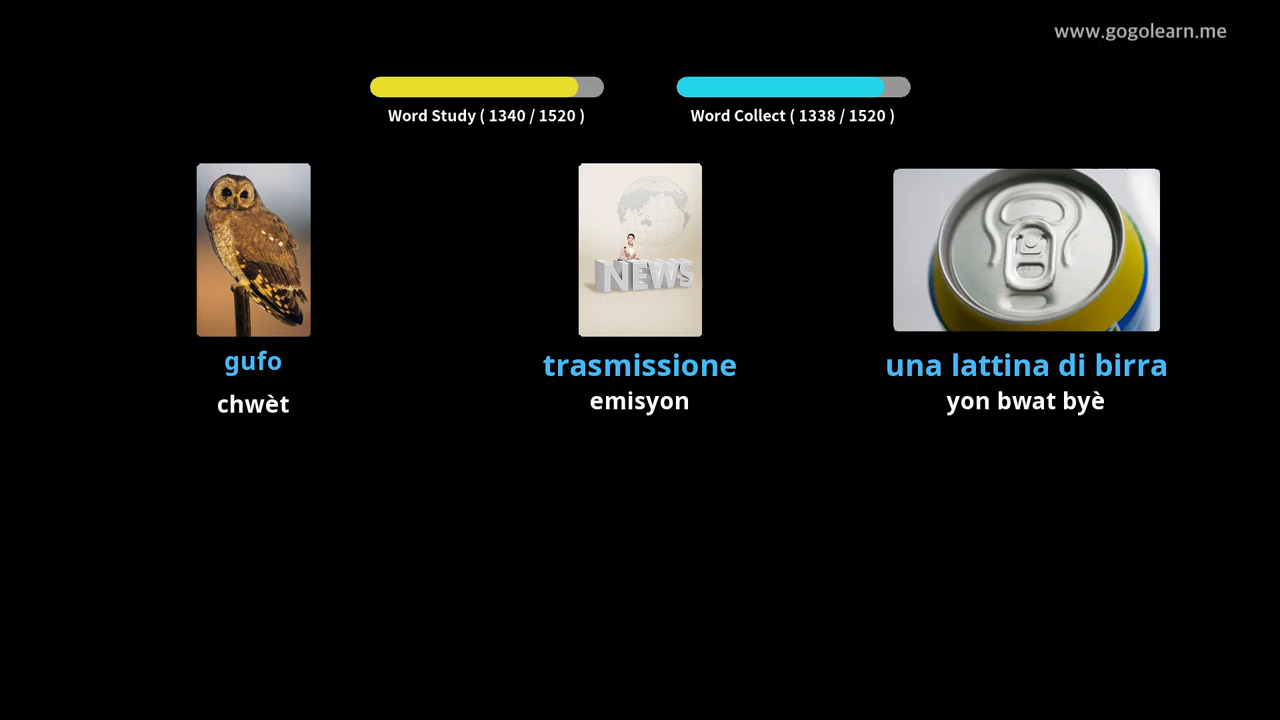 www.gogolearn.me
Word Study ( 1340 / 1520 )
Word Collect ( 1338 / 1520 )
NEWS
gufo
trasmissione
una lattina di birra
chwèt
emisyon
yon bwat byè